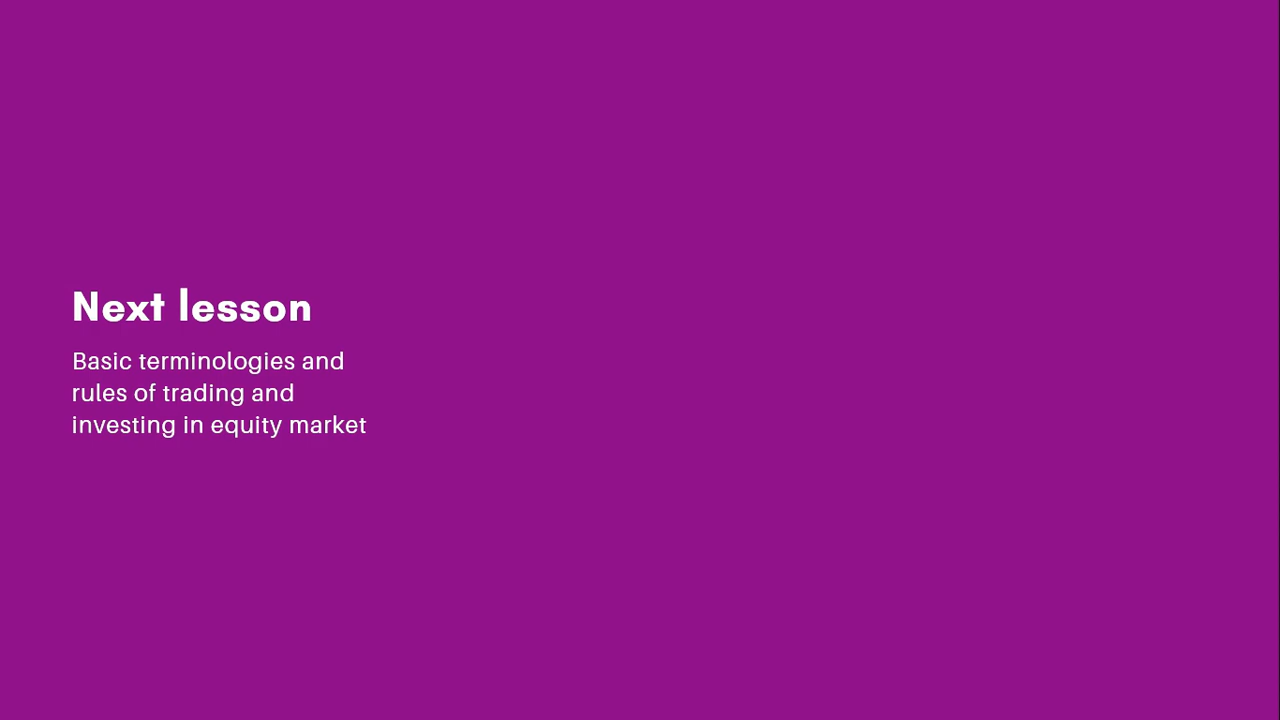 Next lesson
Basic terminologies and
rules of trading and
investing in equity market